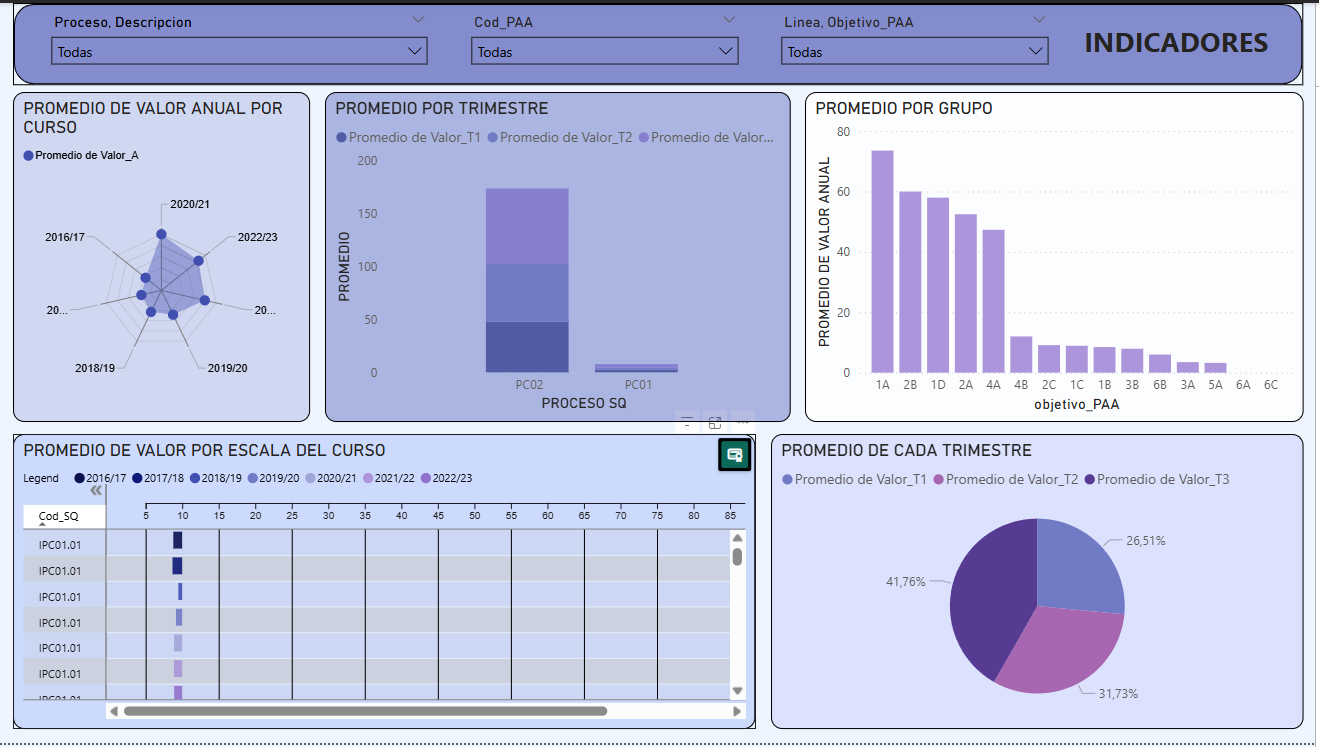 Proceso, Descripcion
Todas
Cod_PAA
Todas
Linea, Objetivo_PAA
Todas
INDICADORES
PROMEDIO DE VALOR ANUAL POR
CURSO
Promedio de Valor_A
2020/21
2016/17
2022/23
20...
20...
2018/19
2019/20
PROMEDIO POR TRIMESTRE
Promedio de Valor_T1 Promedio de Valor_T2 Promedio de Valor...
200
150
100
50
0
PROMEDIO
PC02 PC01
PROCESO SQ
PROMEDIO POR GRUPO
80
60
40
20
0
PROMEDIO DE VALOR ANUAL
1A 2B 1D 2A 4A 4B 2C 1C 1B 3B 6B 3A 5A 6A 6C
objetivo_PAA
PROMEDIO DE VALOR POR ESCALA DEL CURSO
Legend 2016/17 2017/18 2018/19 2019/20 2020/21 2021/22 2022/23
Cod_SQ
5 10 15 20 25 30 35 40 45 50 55 60 65 70 75 80 85
IPC01.01
IPC01.01
IPC01.01
IPC01.01
IPC01.01
IPC01.01
IPC01.01
PROMEDIO DE CADA TRIMESTRE
Promedio de Valor_T1 Promedio de Valor_T2 Promedio de Valor_T3
26,51%
41,76%
31,73%